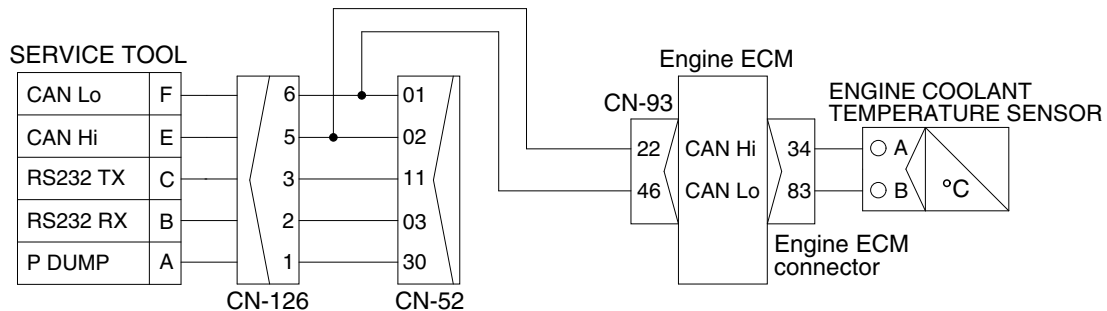 SERVICE TOOL
CAN Lo F
CAN Hi E
RS232 TX C
RS232 RX B
P DUMP A
6
5
3
2
1
CN-126
01
02
11
03
30
CN-52
Engine ECM
CN-93
22 CAN Hi 34
46 CAN Lo 83
Engine ECM
connector
ENGINE COOLANT
TEMPERATURE SENSOR
A
B
°C